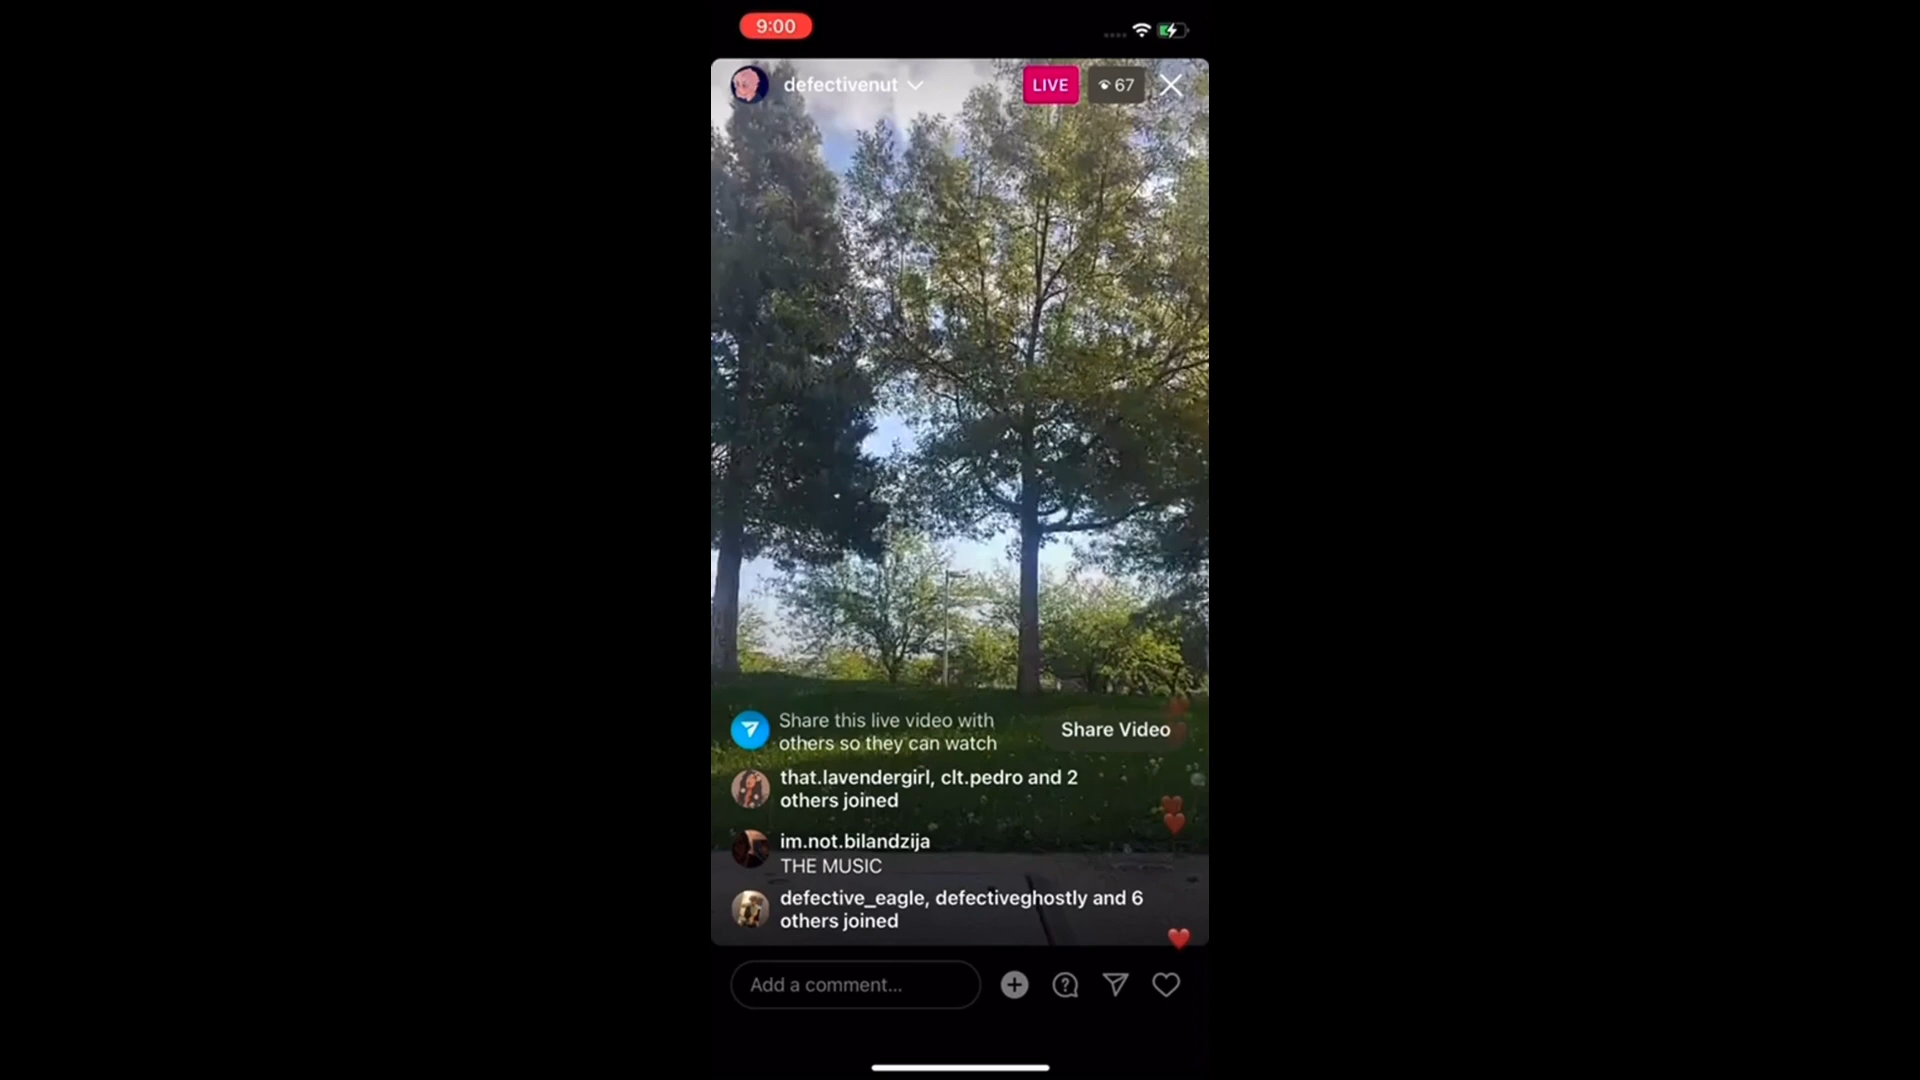 9:00
defectivenut
LIVE
67
Share this live video with
others so they can watch
Share Video
that.lavendergirl, clt.pedro and 2
others joined
im.not.bilandzija
THE MUSIC
defective_eagle, defectiveghostly and 6
others joined
Add a comment...